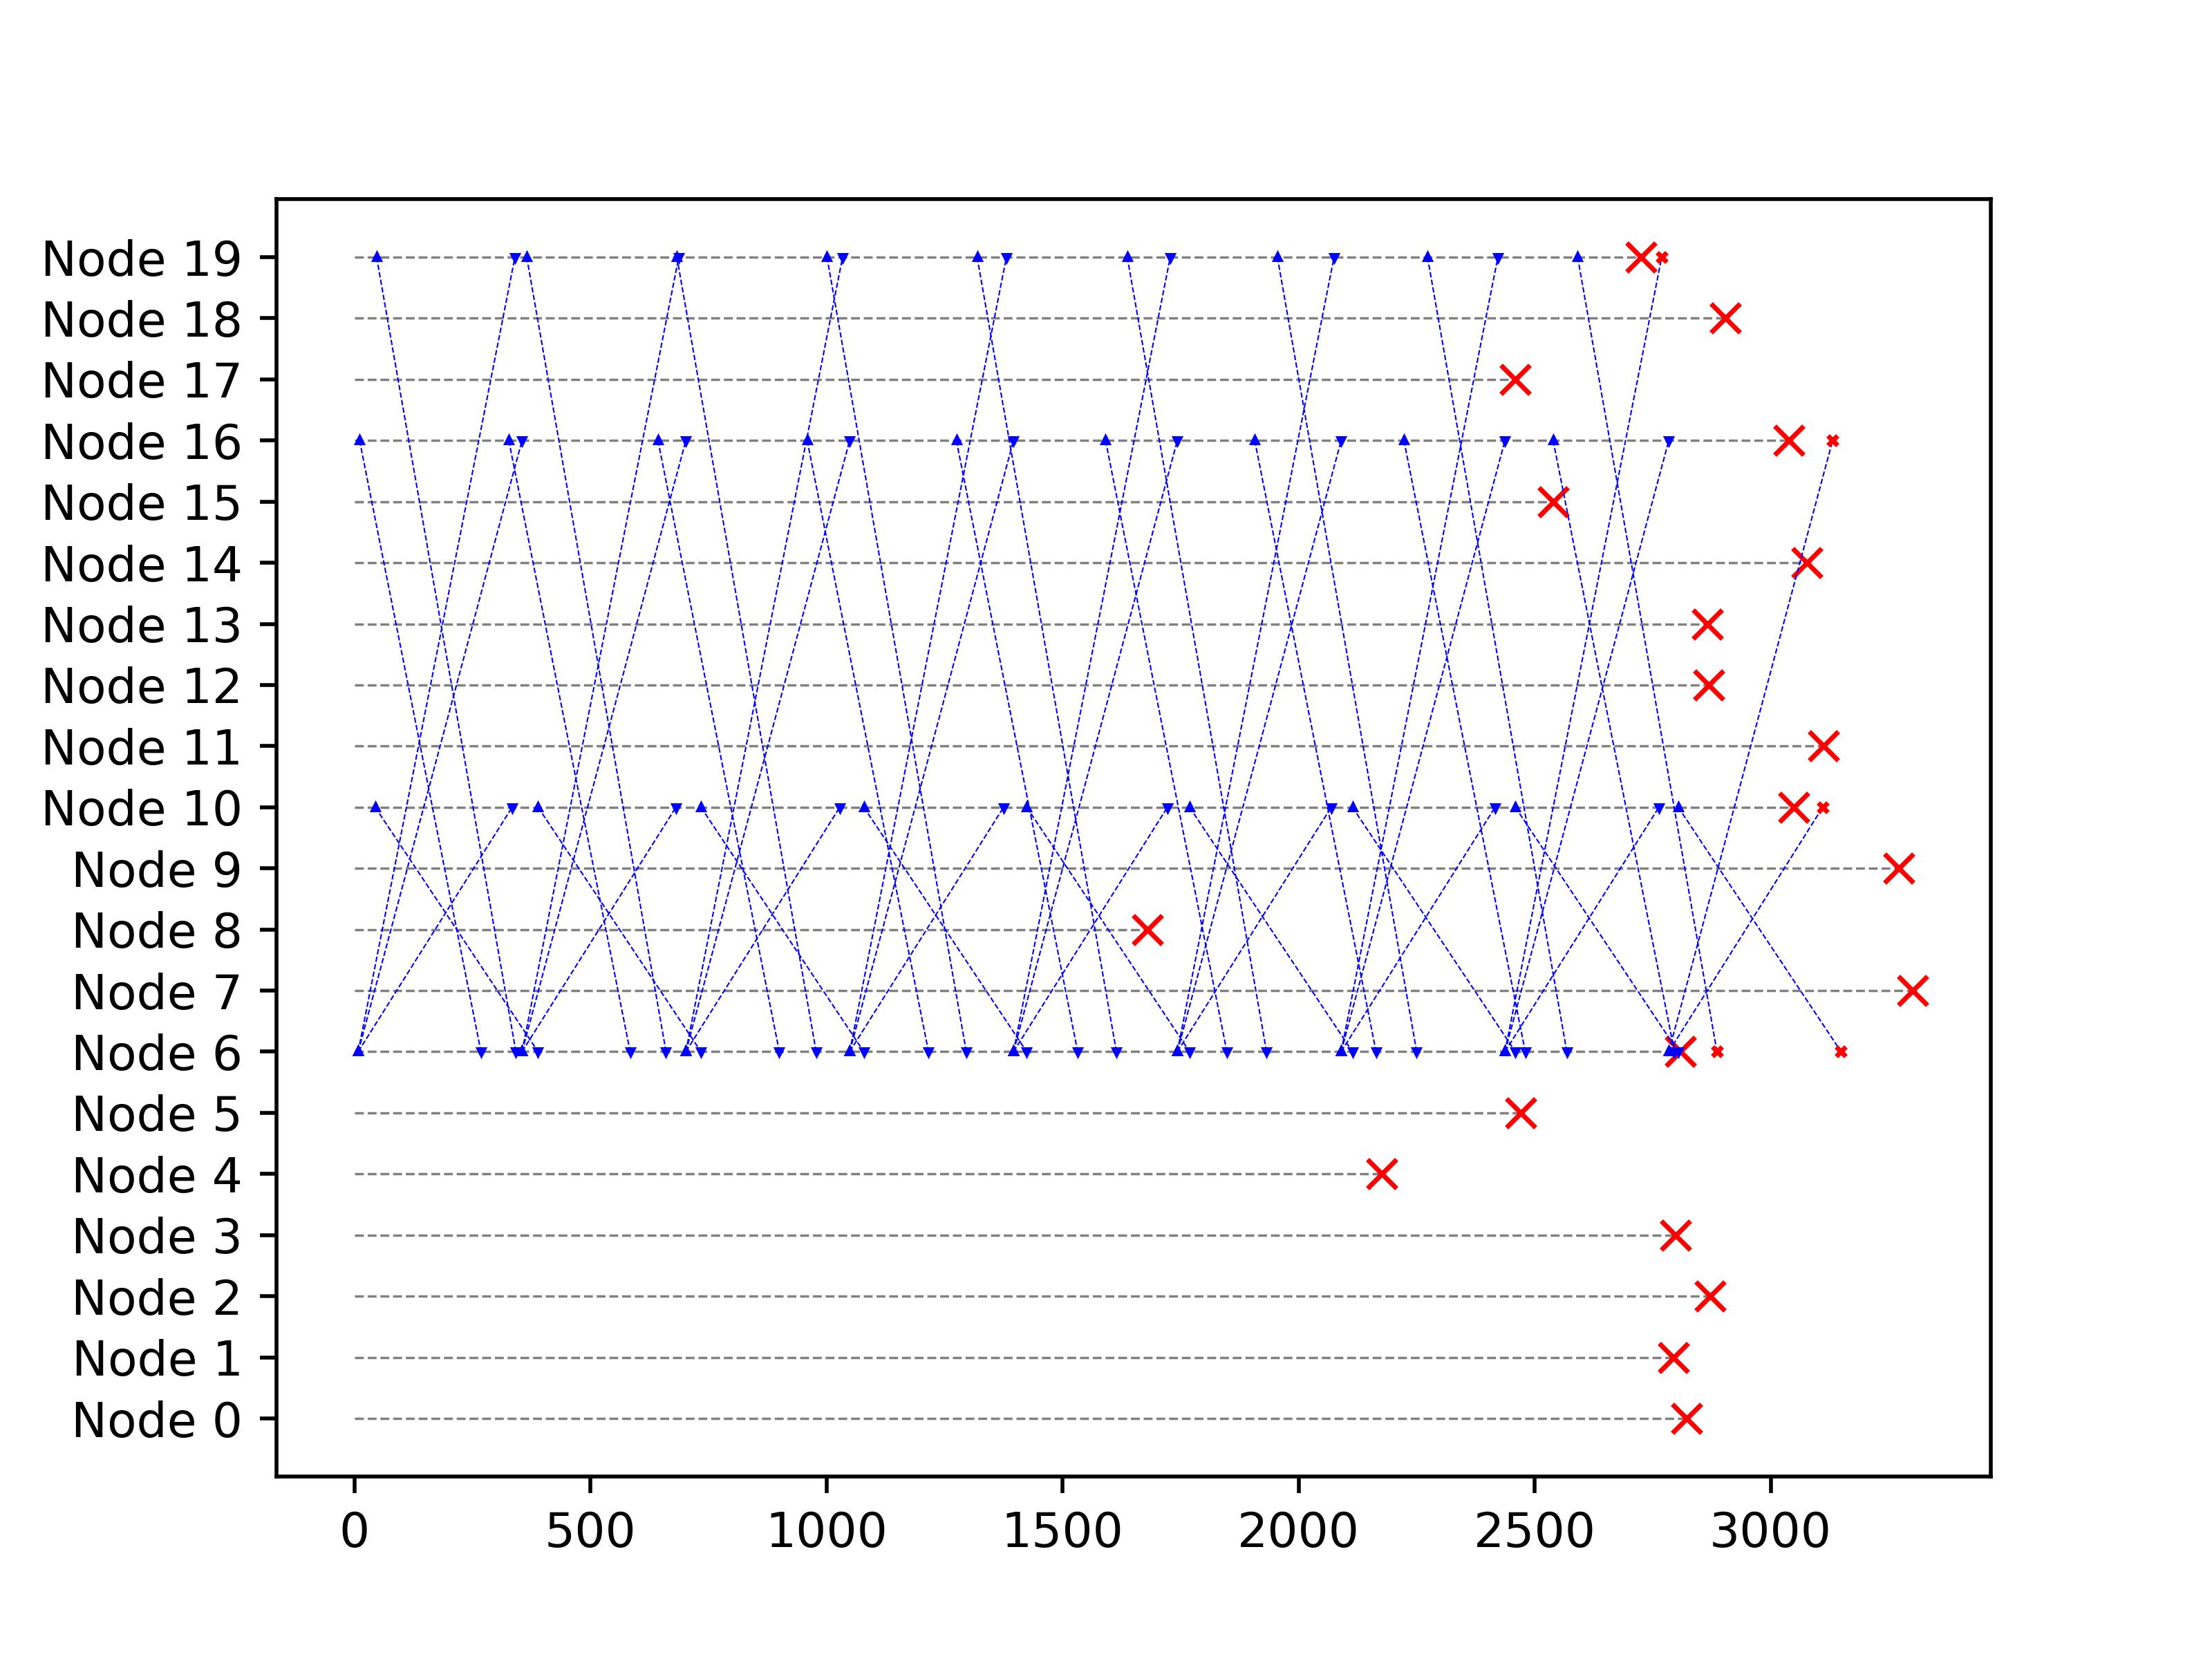 Node 19
Node 18
Node 17
Node 16
Node 15
Node 14
Node 13
Node 12
Node 11
Node 10
Node 9
Node 8
Node 7
Node 6
Node 5
Node 4
Node 3
Node 2
Node 1
Node 0
0 500 1000 1500 2000 2500 3000